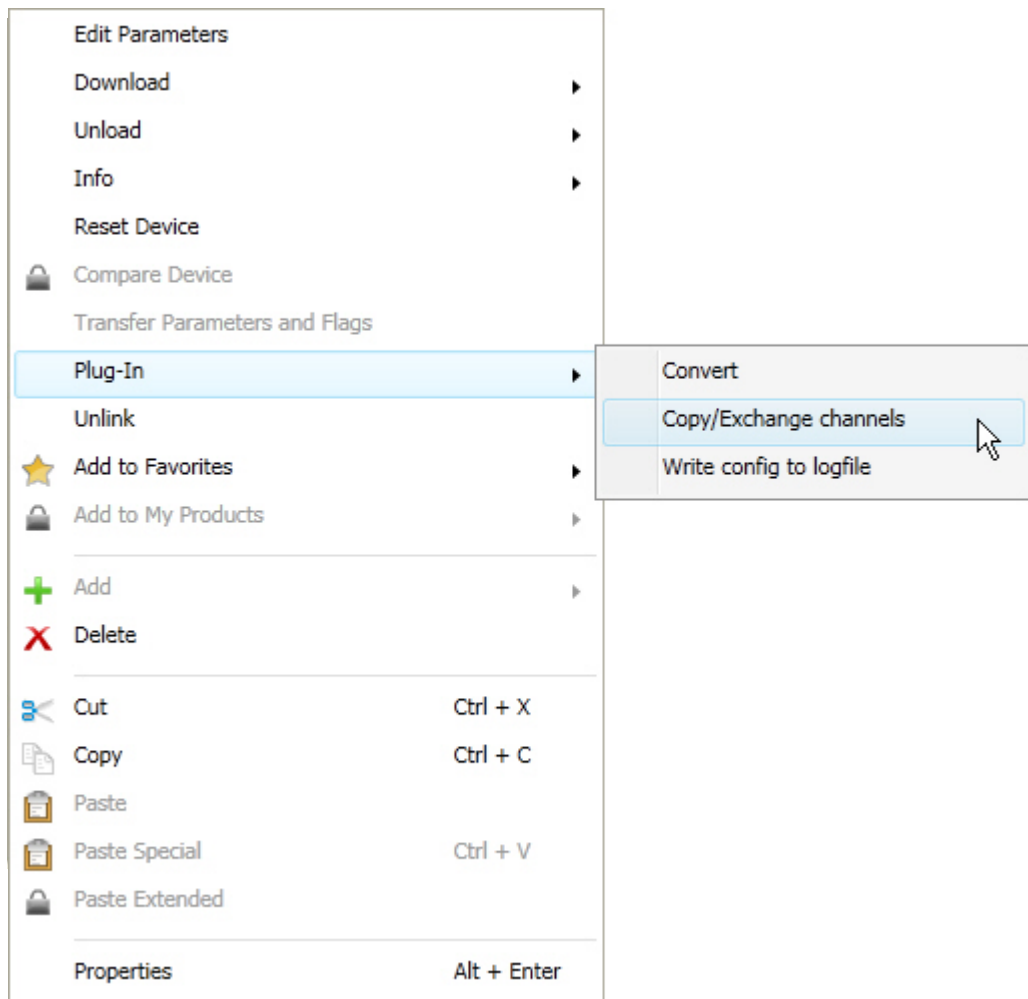 Edit Parameters
Download
Unload
Info
Reset Device
Compare Device
Transfer Parameters and Flags
Plug-In
Convert
Unlink
Copy/Exchange channels
Add to Favorites
Write config to logfile
Add to My Products
Add
Delete
Cut Ctrl + X
Copy Ctrl + C
Paste
Paste Special Ctrl + V
Paste Extended
Properties Alt + Enter